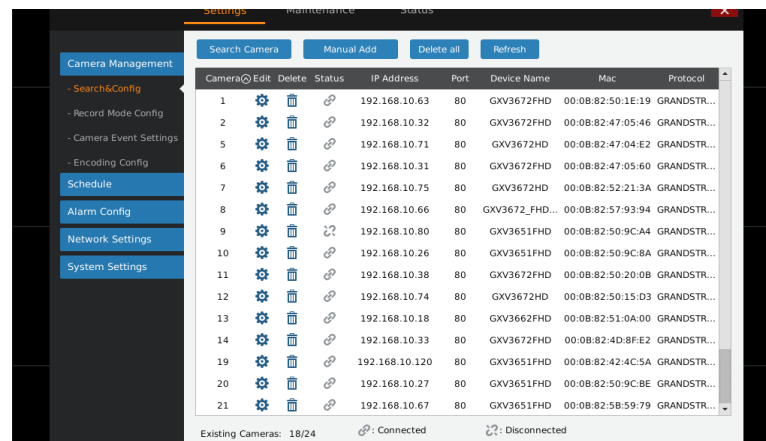 Settings Maintenance Status
Search Camera Manual Add Delete all Refresh
Camera Management
- Search&Config
- Record Mode Config
- Camera Event Settings
- Encoding Config
Schedule
Alarm Config
Network Settings
System Settings
Camera Edit Delete Status IP Address Port Device Name Mac Protocol
1 192.168.10.63 80 GXV3672FHD 00:0B:82:50:1E:19 GRANDSTR...
2 192.168.10.32 80 GXV3672FHD 00:0B:82:47:05:46 GRANDSTR...
5 192.168.10.71 80 GXV3672HD 00:0B:82:47:04:E2 GRANDSTR...
6 192.168.10.31 80 GXV3672FHD 00:0B:82:47:05:60 GRANDSTR...
7 192.168.10.75 80 GXV3672HD 00:0B:82:52:21:3A GRANDSTR...
8 192.168.10.66 80 GXV3672_FHD... 00:0B:82:57:93:94 GRANDSTR...
9 192.168.10.80 80 GXV3651FHD 00:0B:82:50:9C:A4 GRANDSTR...
10 192.168.10.26 80 GXV3651FHD 00:0B:82:50:9C:8A GRANDSTR...
11 192.168.10.38 80 GXV3672FHD 00:0B:82:50:20:0B GRANDSTR...
12 192.168.10.74 80 GXV3672HD 00:0B:82:50:15:D3 GRANDSTR...
13 192.168.10.18 80 GXV3662FHD 00:0B:82:51:0A:00 GRANDSTR...
14 192.168.10.33 80 GXV3672FHD 00:0B:82:4D:8F:E2 GRANDSTR...
19 192.168.10.120 80 GXV3651FHD 00:0B:82:42:4C:5A GRANDSTR...
20 192.168.10.27 80 GXV3651FHD 00:0B:82:50:9C:BE GRANDSTR...
21 192.168.10.67 80 GXV3651FHD 00:0B:82:5B:59:79 GRANDSTR...
Existing Cameras: 18/24 : Connected : Disconnected